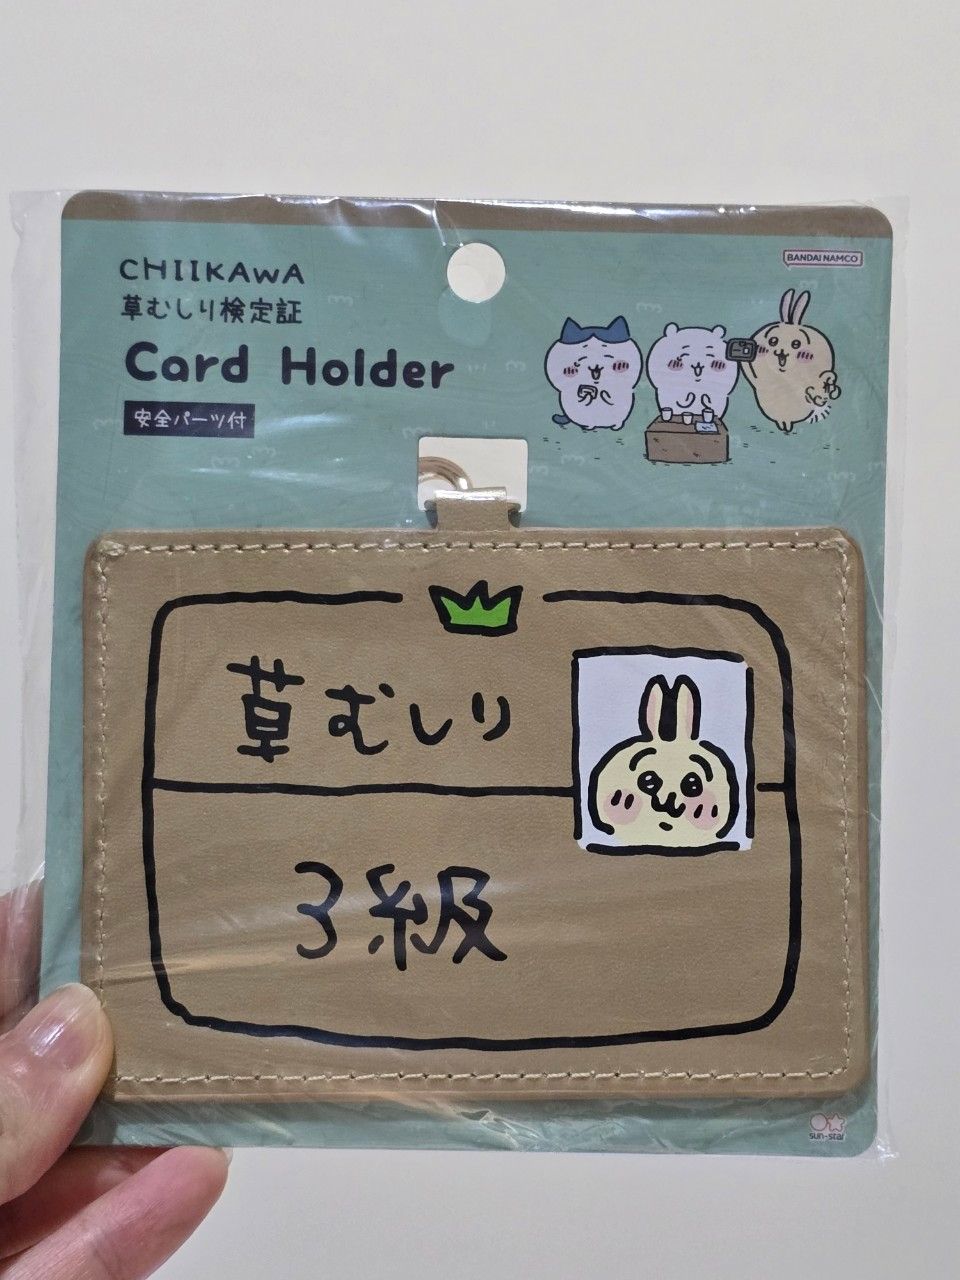 CHIIKAWA
草むしり検定証
Card Holder
安全パーツ付
BANDAI NAMCO
草むしり
3級
sun-star